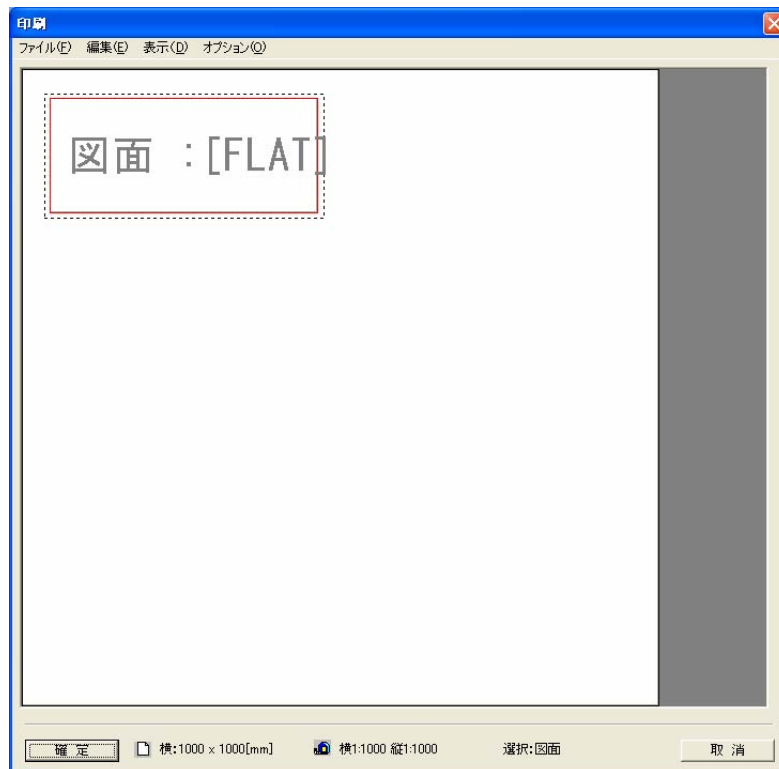 印刷
ファイル(F) 編集(E) 表示(D) オプション(O)
図面 :[FLAT]
確定 横:1000 x 1000[mm] 横1:1000 縦1:1000 選択:図面 取消